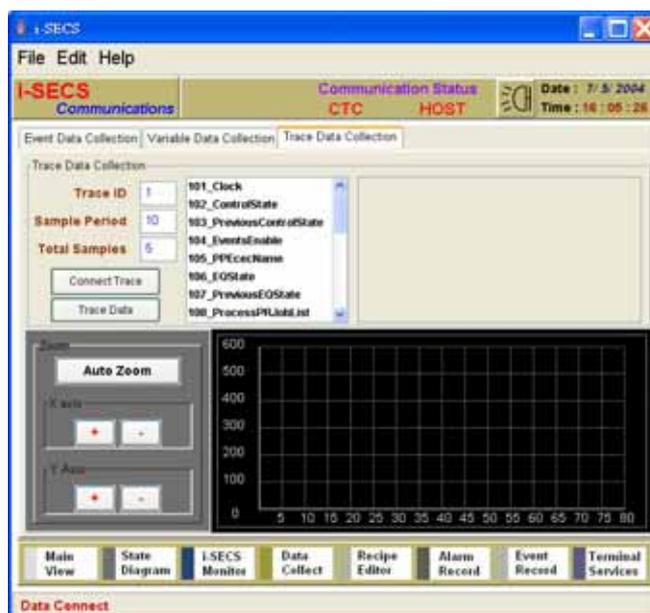 i-SECS
File Edit Help
i-SECS
Communications
Communication Status
CTC HOST
Date : 7/ 5/ 2004
Time : 16 : 05 : 26
Event Data Collection Variable Data Collection Trace Data Collection
Trace Data Collection
Trace ID 1
Sample Period 10
Total Samples 5
Connect Trace
Trace Data
101_Clock
102_ControlState
103_PreviousControlState
104_EventsEnable
105_PPExecName
106_EQState
107_PreviousEQState
108_ProcessPRJobList
Zoom
Auto Zoom
X axis
+ -
Y Axis
+ -
600
500
400
300
200
100
0
5 10 15 20 25 30 35 40 45 50 55 60 65 70 75 80
Main View
State Diagram
i-SECS Monitor
Data Collect
Recipe Editor
Alarm Record
Event Record
Terminal Services
Data Connect